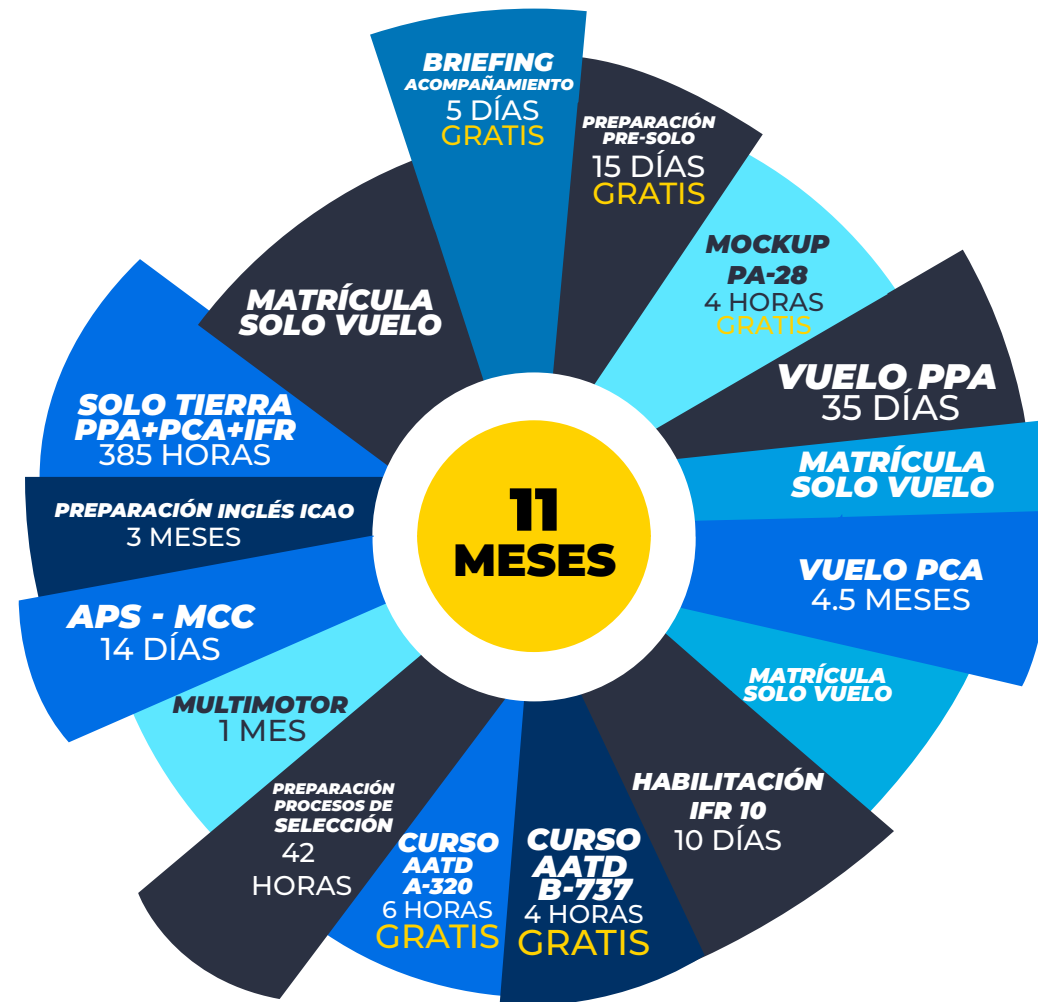 BRIEFING
ACOMPAÑAMIENTO
5 DÍAS
GRATIS
PREPARACIÓN
PRE-SOLO
15 DÍAS
GRATIS
MOCKUP
PA-28
4 HORAS
GRATIS
VUELO PPA
35 DÍAS
MATRÍCULA
SOLO VUELO
VUELO PCA
4.5 MESES
MATRÍCULA
SOLO VUELO
HABILITACIÓN
IFR 10
10 DÍAS
CURSO
AATD
B-737
4 HORAS
GRATIS
CURSO
AATD
A-320
6 HORAS
GRATIS
PREPARACIÓN
PROCESOS DE
SELECCIÓN
42
HORAS
MULTIMOTOR
1 MES
APS - MCC
14 DÍAS
PREPARACIÓN INGLÉS ICAO
3 MESES
SOLO TIERRA
PPA+PCA+IFR
385 HORAS
MATRÍCULA
SOLO VUELO
11
MESES